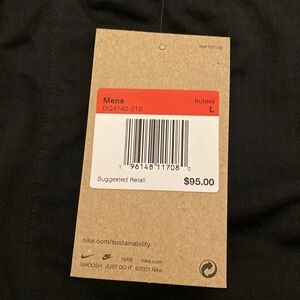 Mens RUNNG
DQ4740-010 L
1 96148 11708 0
Suggested Retail $95.00
nike.com/sustainability
NIKE nike.com
SWOOSH JUST DO IT ©2021 Nike